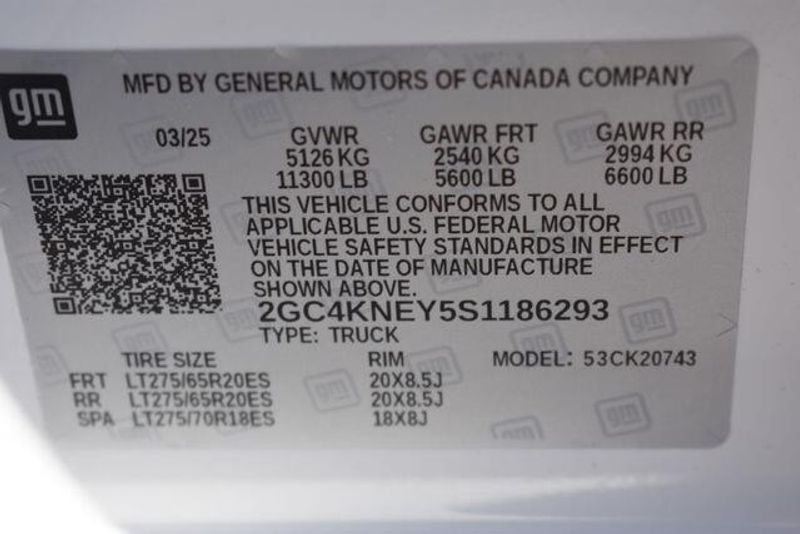 MFD BY GENERAL MOTORS OF CANADA COMPANY
gm
03/25 GVWR GAWR FRT GAWR RR
5126 KG 2540 KG 2994 KG
11300 LB 5600 LB 6600 LB
THIS VEHICLE CONFORMS TO ALL
APPLICABLE U.S. FEDERAL MOTOR
VEHICLE SAFETY STANDARDS IN EFFECT
ON THE DATE OF MANUFACTURE
SHOWN ABOVE.
2GC4KNEY5S1186293
TYPE: TRUCK
TIRE SIZE RIM MODEL: 53CK20743
FRT LT275/65R20ES 20X8.5J
RR LT275/65R20ES 20X8.5J
SPA LT275/70R18ES 18X8J